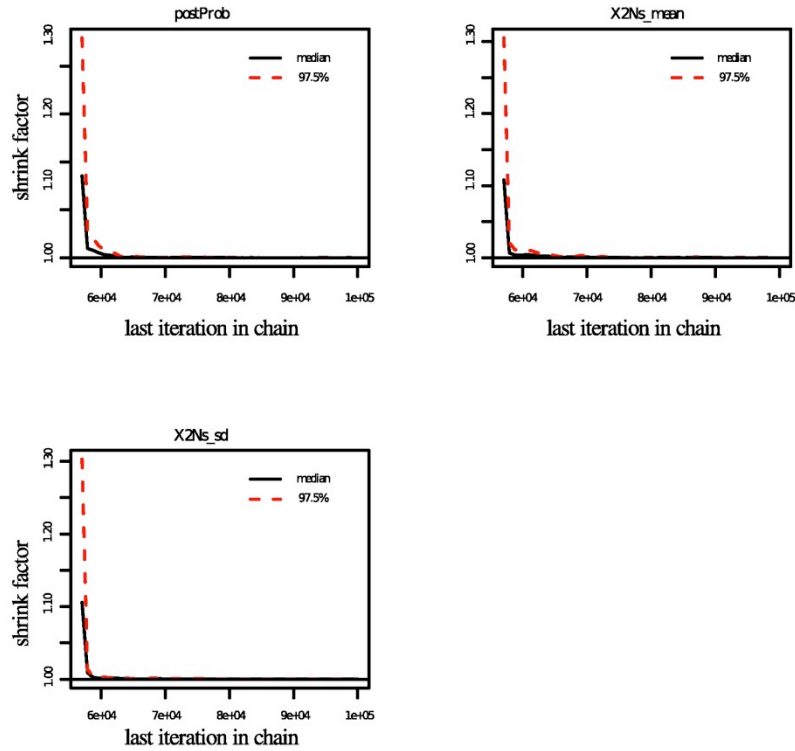 postProb
1.30
1.20
1.10
1.00
shrink factor
median
97.5%
6e+04 7e+04 8e+04 9e+04 1e+05
last iteration in chain
X2Ns_mean
1.30
1.20
1.10
1.00
median
97.5%
6e+04 7e+04 8e+04 9e+04 1e+05
last iteration in chain
X2Ns_sd
1.30
1.20
1.10
1.00
shrink factor
median
97.5%
6e+04 7e+04 8e+04 9e+04 1e+05
last iteration in chain